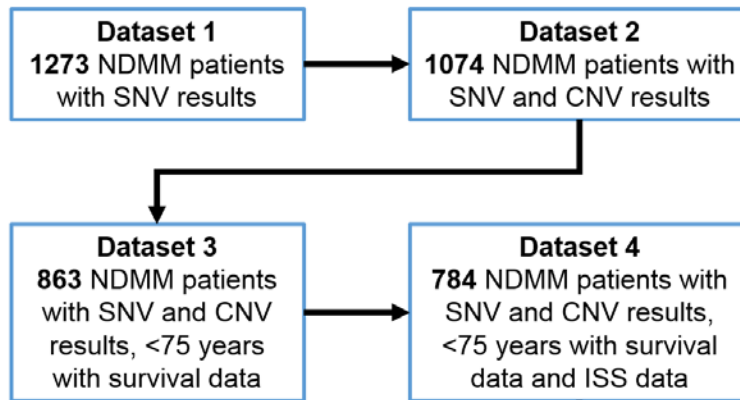 Dataset 1
1273 NDMM patients
with SNV results
Dataset 2
1074 NDMM patients with
SNV and CNV results
Dataset 3
863 NDMM patients
with SNV and CNV
results, <75 years
with survival data
Dataset 4
784 NDMM patients with
SNV and CNV results,
<75 years with survival
data and ISS data